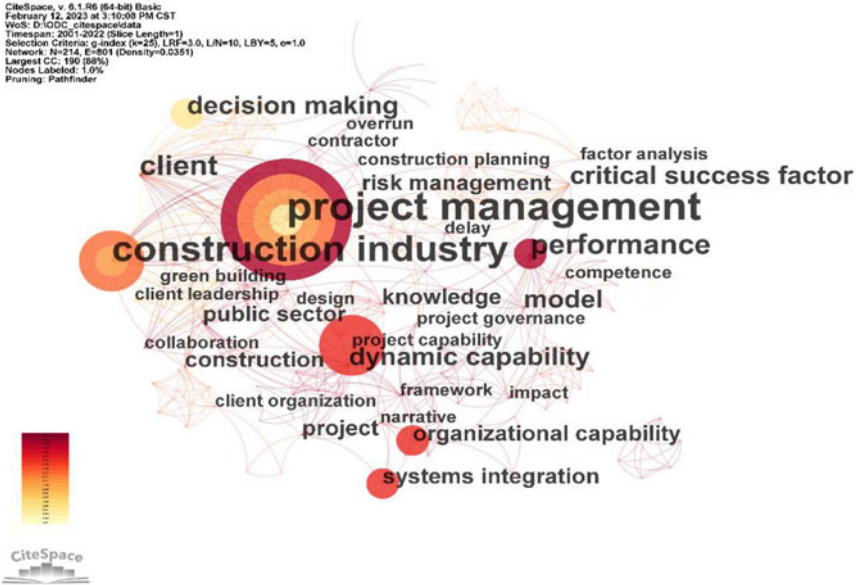 CiteSpace, v. 6.1.R6 (64-bit) Basic
February 12, 2023 at 3:10:08 PM CST
WoS: D:\ODC_citespace\data
Timespan: 2001-2022 (Slice Length=1)
Selection Criteria: g-index (k=25), LRF=3.0, L/N=10, LBY=5, e=1.0
Network: N=214, E=801 (Density=0.0351)
Largest CC: 190 (88%)
Nodes Labeled: 1.0%
Pruning: Pathfinder
decision making
overrun
contractor
construction planning
factor analysis
client
risk management
critical success factor
project management
delay
construction industry
performance
green building
competence
client leadership
design
knowledge
model
public sector
project governance
collaboration
project capability
construction
dynamic capability
client organization
framework
impact
narrative
project
organizational capability
systems integration
CiteSpace